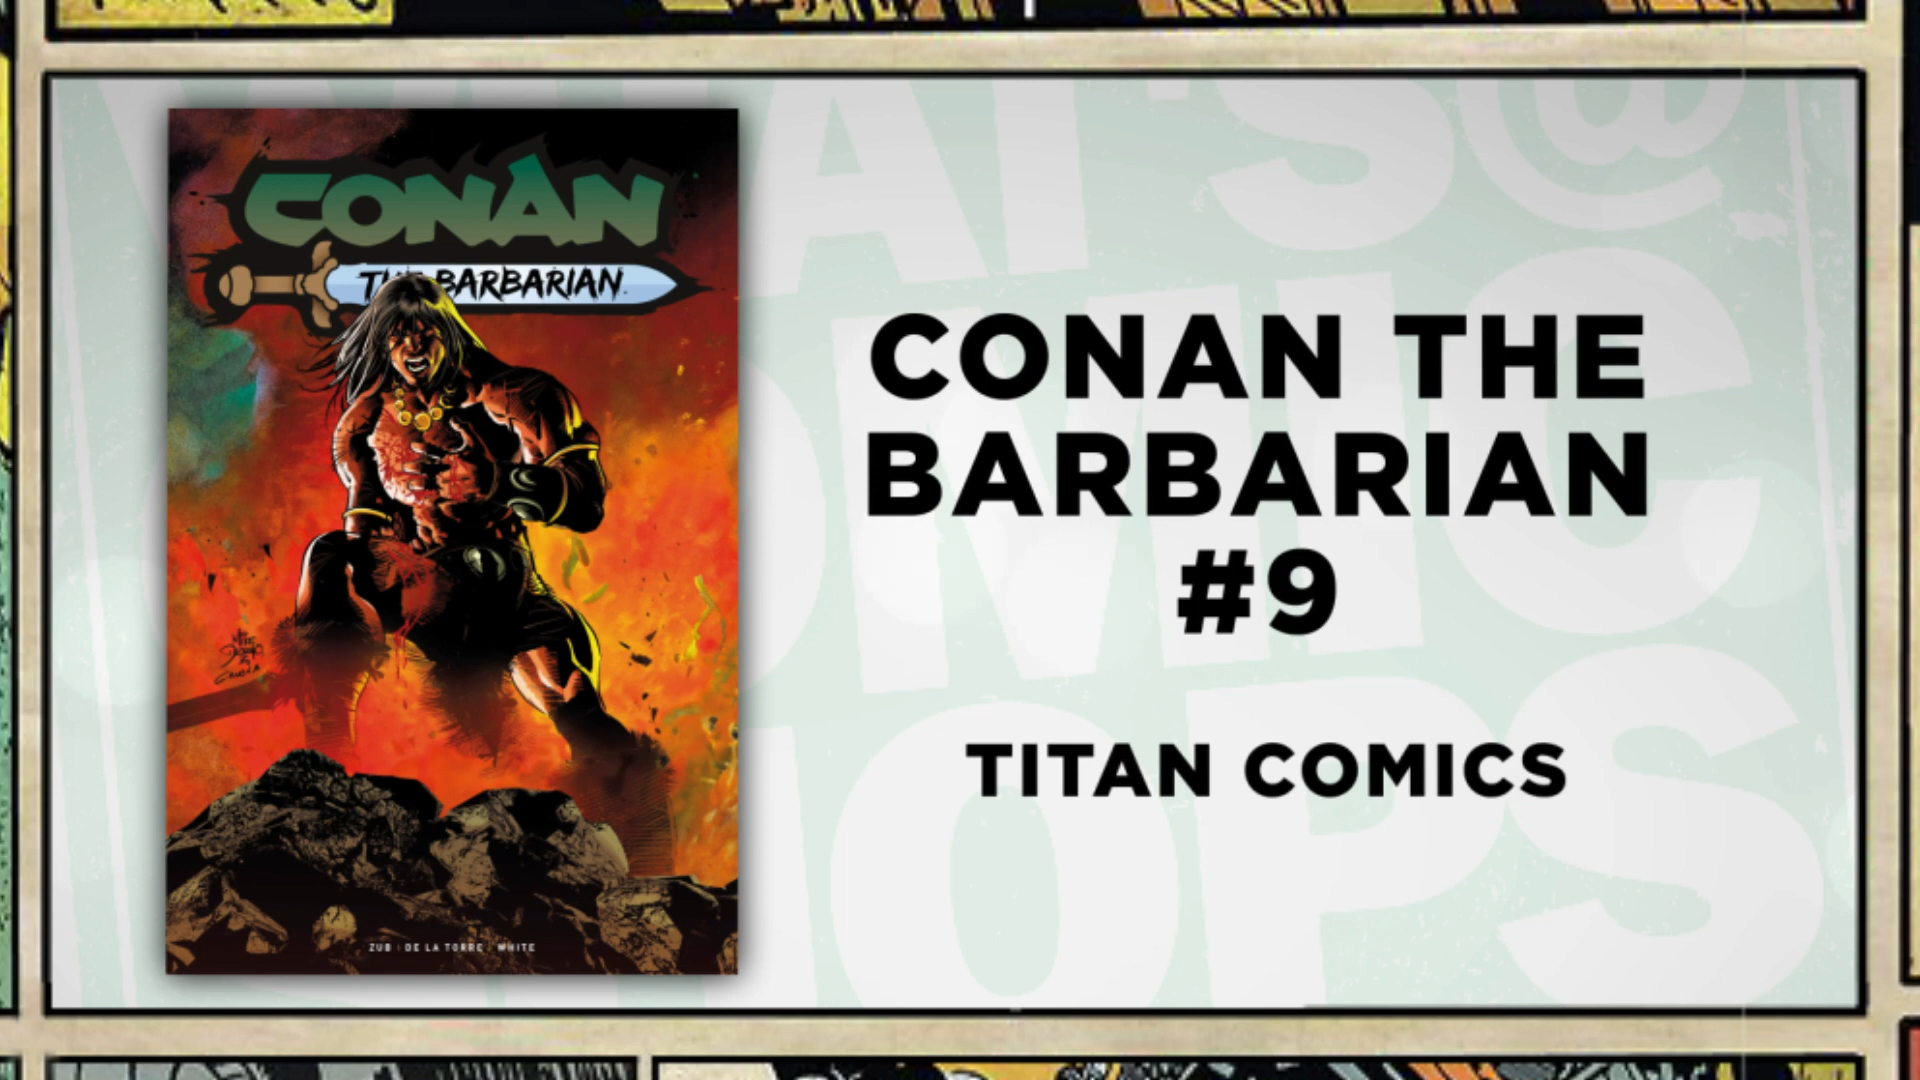 CONAN
THE BARBARIAN.
CONAN THE
BARBARIAN
#9
TITAN COMICS
ZUB DE LA TORRE WHITE